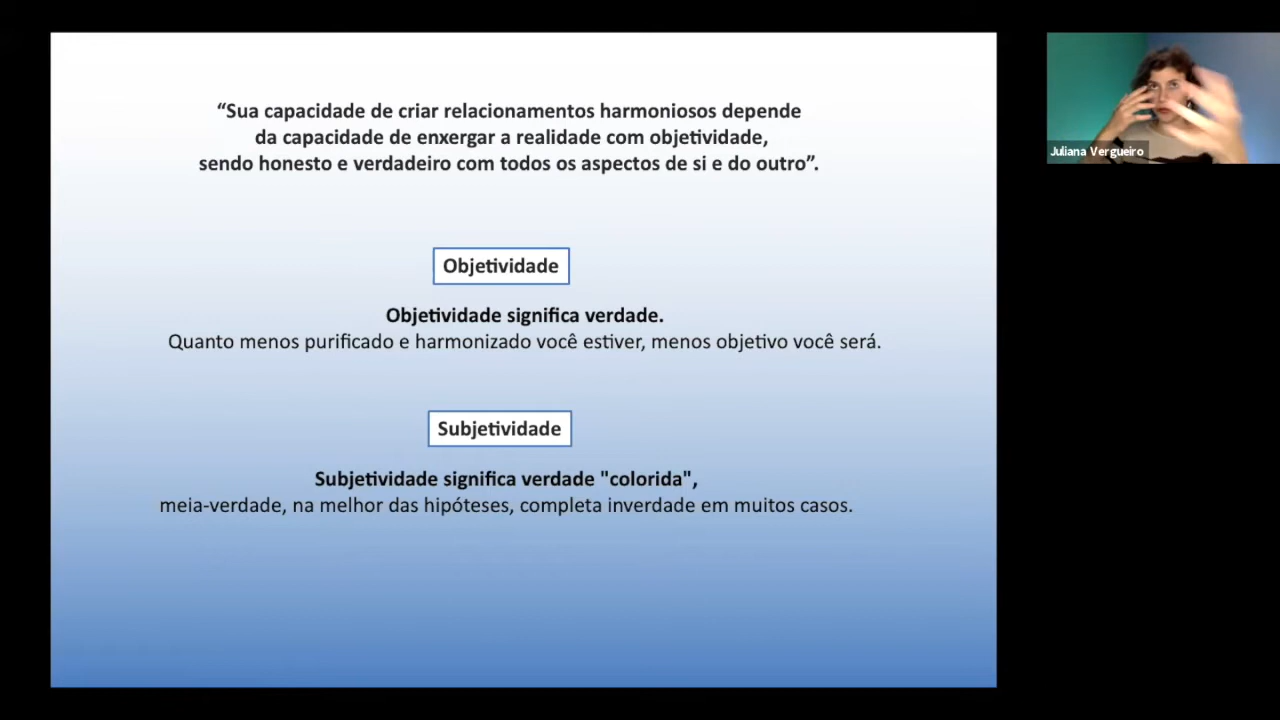 “Sua capacidade de criar relacionamentos harmoniosos depende
da capacidade de enxergar a realidade com objetividade,
sendo honesto e verdadeiro com todos os aspectos de si e do outro”.
Objetividade
Objetividade significa verdade.
Quanto menos purificado e harmonizado você estiver, menos objetivo você será.
Subjetividade
Subjetividade significa verdade "colorida",
meia-verdade, na melhor das hipóteses, completa inverdade em muitos casos.
Juliana Vergueiro